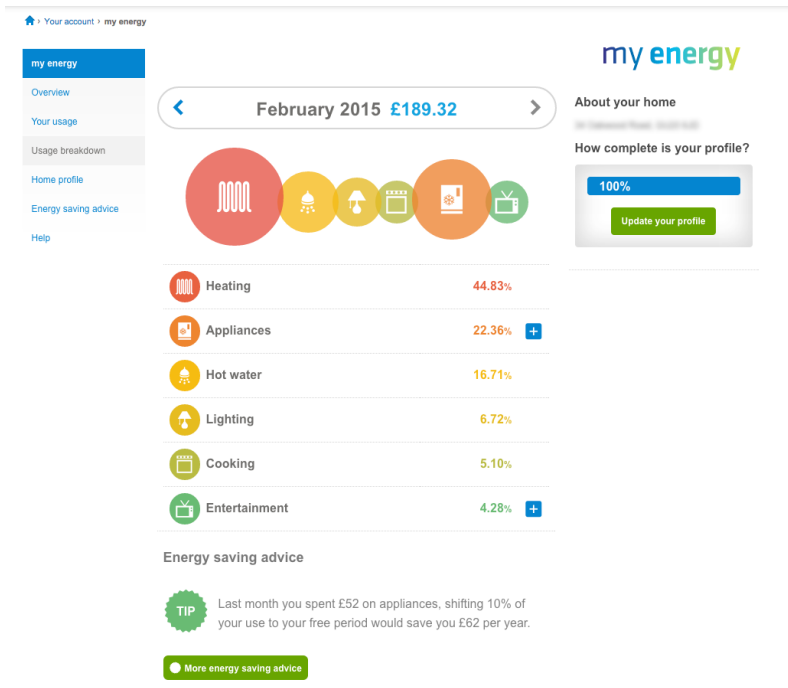 Your account › my energy
my energy
Overview
Your usage
Usage breakdown
Home profile
Energy saving advice
Help
February 2015 £189.32
Heating 44.83%
Appliances 22.36%
Hot water 16.71%
Lighting 6.72%
Cooking 5.10%
Entertainment 4.28%
Energy saving advice
TIP
Last month you spent £52 on appliances, shifting 10% of
your use to your free period would save you £62 per year.
More energy saving advice
my energy
About your home
How complete is your profile?
100%
Update your profile